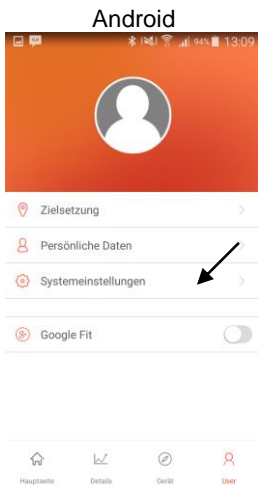 Android
94% 13:09
Zielsetzung
Persönliche Daten
Systemeinstellungen
Google Fit
Hauptseite Details Gerät User